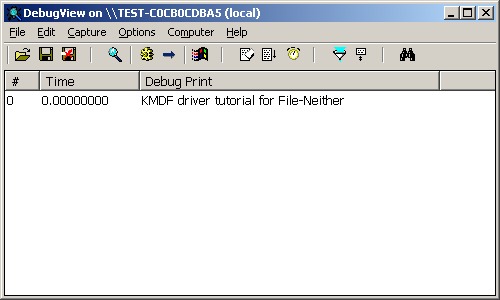 DebugView on \\TEST-C0CB0CDBA5 (local)
File Edit Capture Options Computer Help
# Time Debug Print
0 0.00000000 KMDF driver tutorial for File-Neither